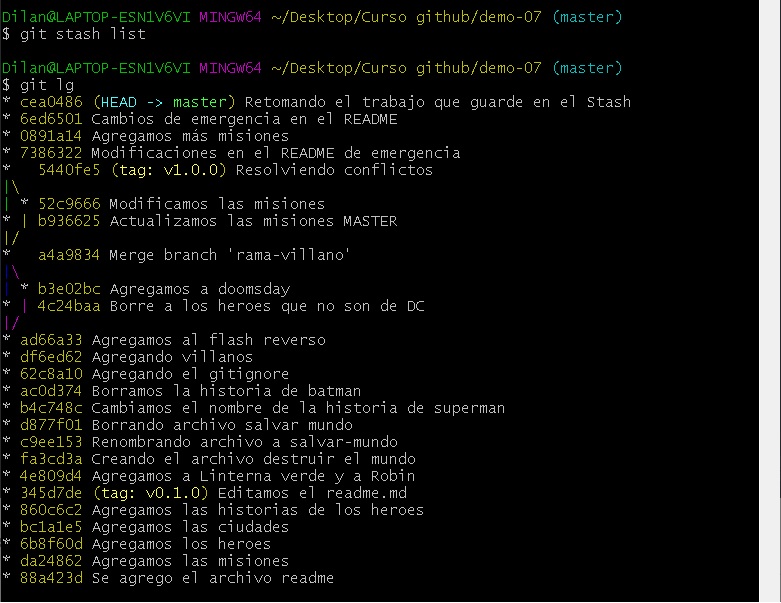 Dilan@LAPTOP-ESN1V6VI MINGW64 ~/Desktop/Curso github/demo-07 (master)
$ git stash list
Dilan@LAPTOP-ESN1V6VI MINGW64 ~/Desktop/Curso github/demo-07 (master)
$ git lg
* cea0486 (HEAD -> master) Retomando el trabajo que guarde en el Stash
* 6ed6501 Cambios de emergencia en el README
* 0891a14 Agregamos más misiones
* 7386322 Modificaciones en el README de emergencia
*   5440fe5 (tag: v1.0.0) Resolviendo conflictos
|\
| * 52c9666 Modificamos las misiones
* | b936625 Actualizamos las misiones MASTER
|/
*   a4a9834 Merge branch 'rama-villano'
|\
| * b3e02bc Agregamos a doomsday
* | 4c24baa Borre a los heroes que no son de DC
|/
* ad66a33 Agregamos al flash reverso
* df6ed62 Agregando villanos
* 62c8a10 Agregando el gitignore
* ac0d374 Borramos la historia de batman
* b4c748c Cambiamos el nombre de la historia de superman
* d877f01 Borrando archivo salvar mundo
* c9ee153 Renombrando archivo a salvar-mundo
* fa3cd3a Creando el archivo destruir el mundo
* 4e809d4 Agregamos a Linterna verde y a Robin
* 345d7de (tag: v0.1.0) Editamos el readme.md
* 860c6c2 Agregamos las historias de los heroes
* bc1a1e5 Agregamos las ciudades
* 6b8f60d Agregamos los heroes
* da24862 Agregamos las misiones
* 88a423d Se agrego el archivo readme